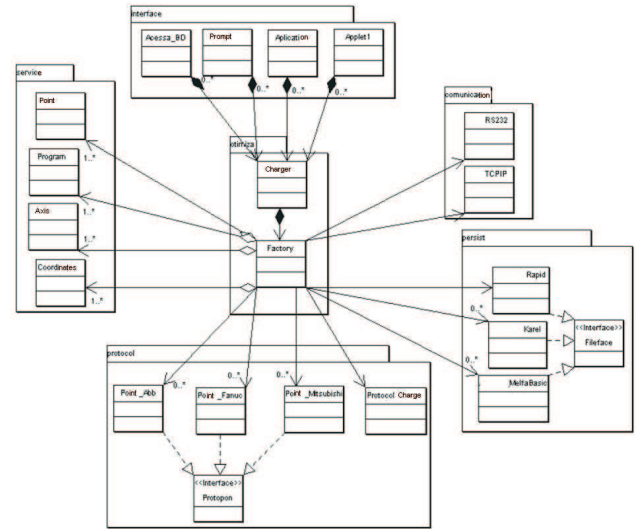 interface
Acessa_BD
Prompt
Aplication
Applet1
0..*
0..*
0..*
0..*
service
Point
1..*
Program
1..*
Axis
1..*
Coordinates
1..*
otimiza
Charger
Factory
comunication
RS232
TCPIP
persist
Rapid
0..*
Karel
0..*
MelfaBasic
<<Interface>>
Fileface
protocol
0..*
0..*
0..*
Point _Abb
Point _Fanuc
Point _Mitsubishi
Protocol Charge
<<Interface>>
Protopon